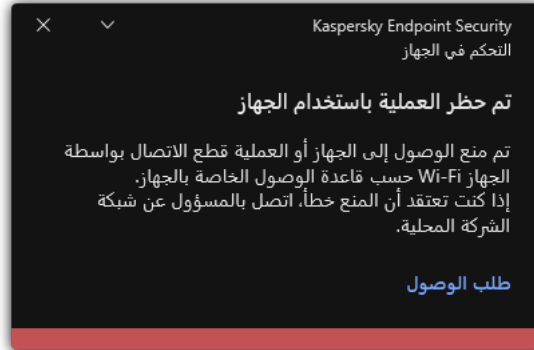 Kaspersky Endpoint Security
التحكم في الجهاز
تم حظر العملية باستخدام الجهاز
تم منع الوصول إلى الجهاز أو العملية قطع الاتصال بواسطة
الجهاز Wi-Fi حسب قاعدة الوصول الخاصة بالجهاز.
إذا كنت تعتقد أن المنع خطأ، اتصل بالمسؤول عن شبكة
الشركة المحلية.
طلب الوصول